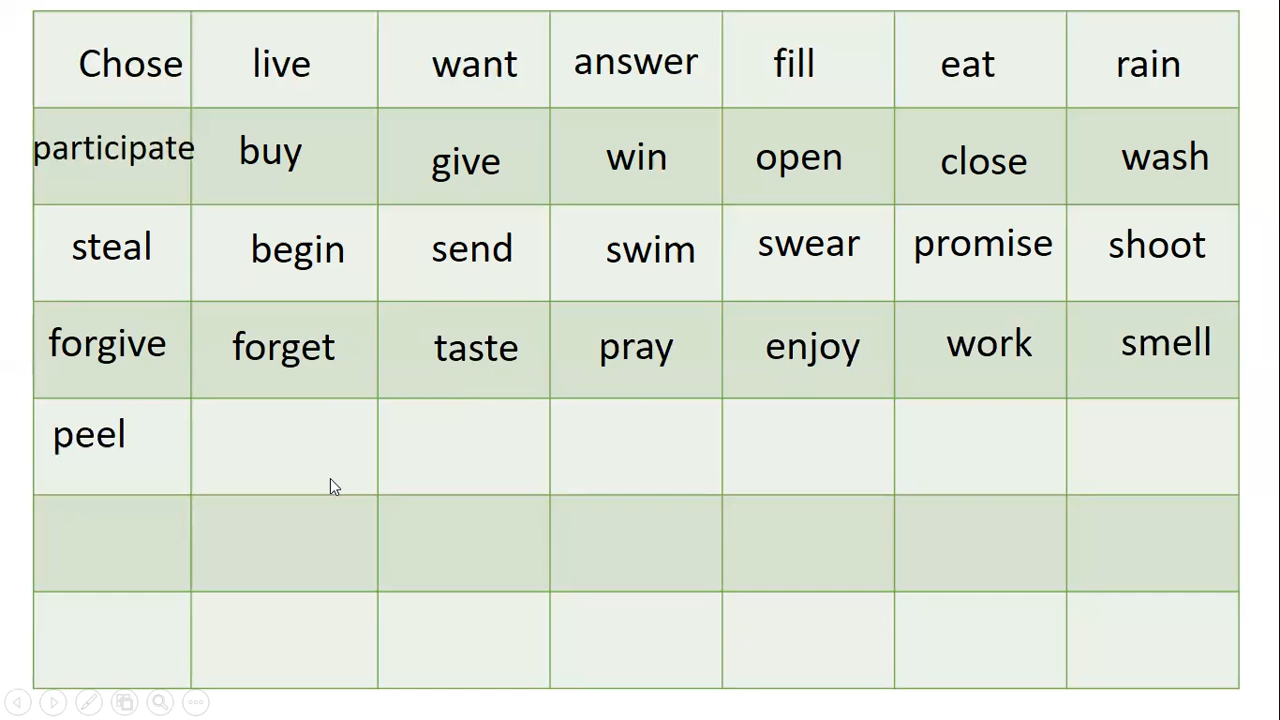 Chose live want answer fill eat rain
participate buy give win open close wash
steal begin send swim swear promise shoot
forgive forget taste pray enjoy work smell
peel